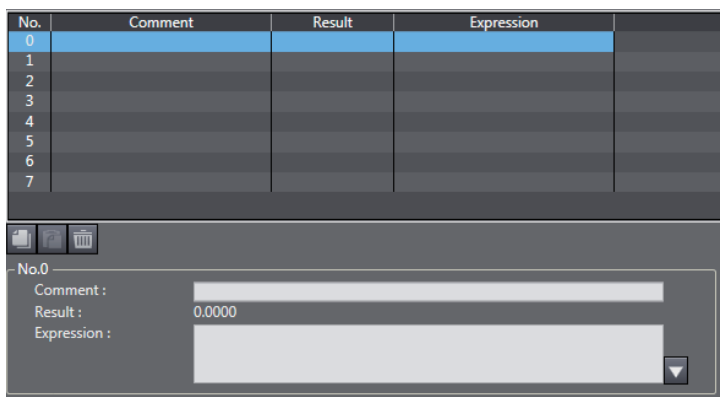 No. Comment Result Expression
0
1
2
3
4
5
6
7
No.0
Comment :
Result : 0.0000
Expression :